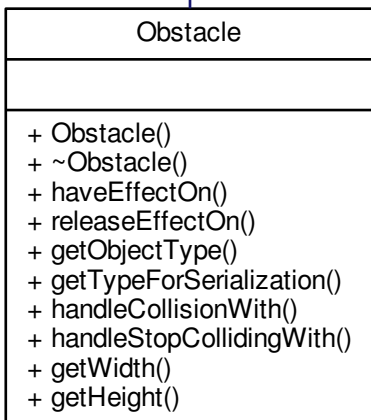 Obstacle
+ Obstacle()
+ ~Obstacle()
+ haveEffectOn()
+ releaseEffectOn()
+ getObjectType()
+ getTypeForSerialization()
+ handleCollisionWith()
+ handleStopCollidingWith()
+ getWidth()
+ getHeight()